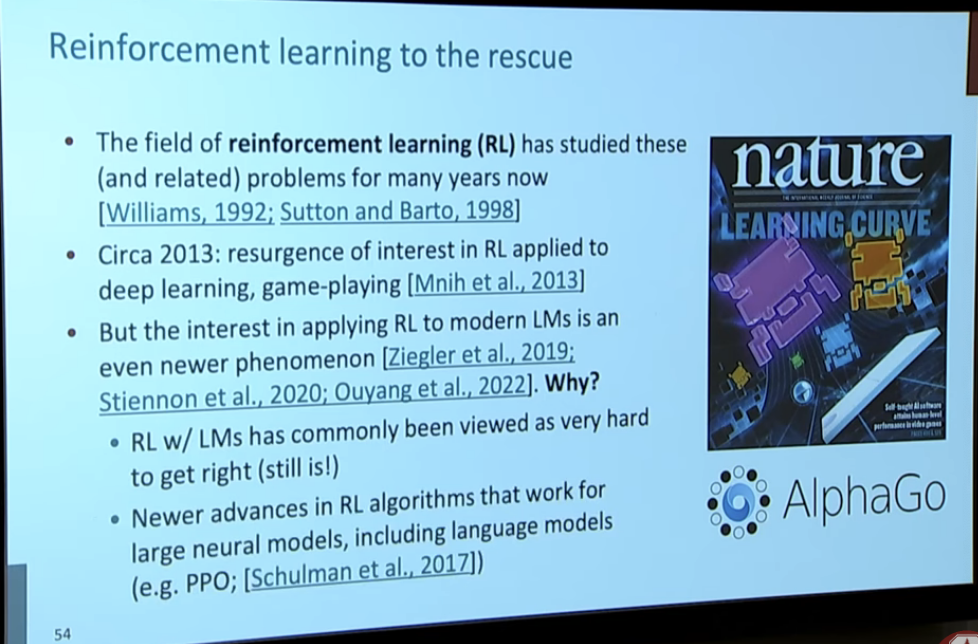 Reinforcement learning to the rescue
• The field of reinforcement learning (RL) has studied these
(and related) problems for many years now
[Williams, 1992; Sutton and Barto, 1998]
• Circa 2013: resurgence of interest in RL applied to
deep learning, game-playing [Mnih et al., 2013]
• But the interest in applying RL to modern LMs is an
even newer phenomenon [Ziegler et al., 2019;
Stiennon et al., 2020; Ouyang et al., 2022]. Why?
• RL w/ LMs has commonly been viewed as very hard
to get right (still is!)
• Newer advances in RL algorithms that work for
large neural models, including language models
(e.g. PPO; [Schulman et al., 2017])
nature
THE INTERNATIONAL WEEKLY JOURNAL OF SCIENCE
LEARNING CURVE
Self-taught AI software
attains human-level
performance in video games
AlphaGo
54